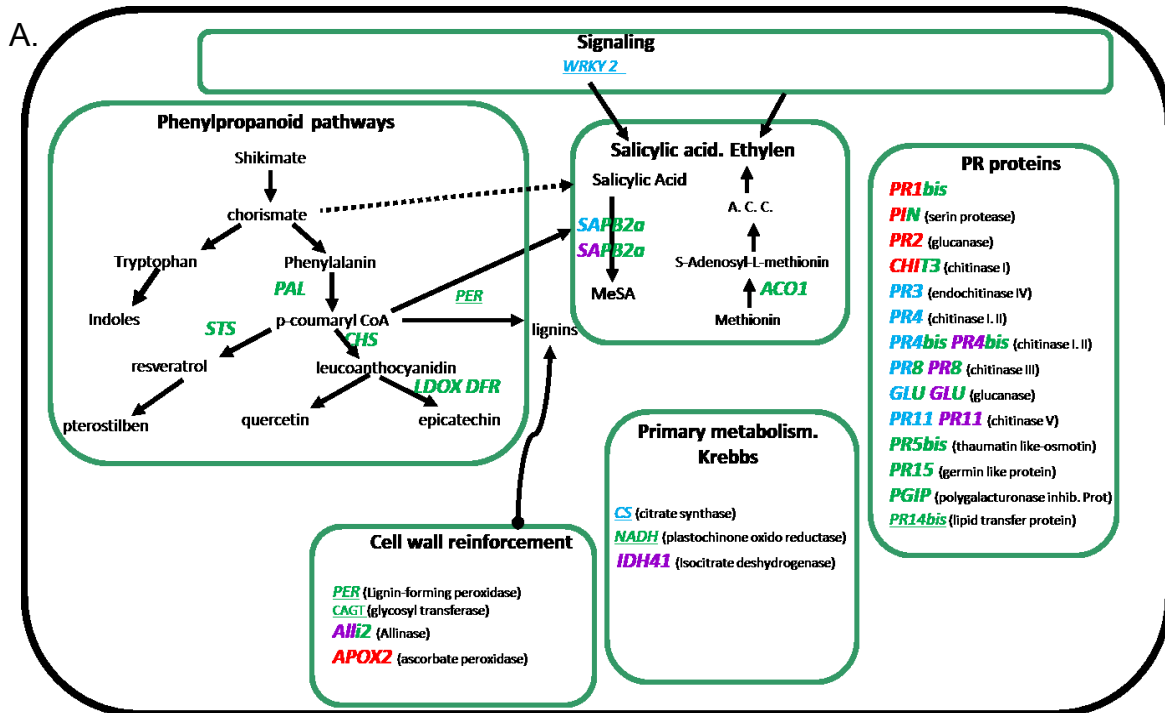 A.
Signaling
WRKY 2
Phenylpropanoid pathways
Shikimate
chorismate
Tryptophan
Phenylalanin
PAL
Indoles
p-coumaryl CoA
PER
lignins
STS
CHS
resveratrol
leucoanthocyanidin
LDOX DFR
pterostilben
quercetin
epicatechin
Salicylic acid. Ethylen
Salicylic Acid
A. C. C.
SAPB2a
SAPB2a
S-Adenosyl-L-methionin
MeSA
ACO1
Methionin
PR proteins
PR1bis
PIN (serin protease)
PR2 (glucanase)
CHIT3 (chitinase I)
PR3 (endochitinase IV)
PR4 (chitinase I. II)
PR4bis PR4bis (chitinase I. II)
PR8 PR8 (chitinase III)
GLU GLU (glucanase)
PR11 PR11 (chitinase V)
PR5bis (thaumatin like-osmotin)
PR15 (germin like protein)
PGIP (polygalacturonase inhib. Prot)
PR14bis (lipid transfer protein)
Primary metabolism.
Krebbs
CS (citrate synthase)
NADH (plastochinone oxido reductase)
IDH41 (isocitrate deshydrogenase)
Cell wall reinforcement
PER (Lignin-forming peroxidase)
CAGT (glycosyl transferase)
Alli2 (Allinase)
APOX2 (ascorbate peroxidase)